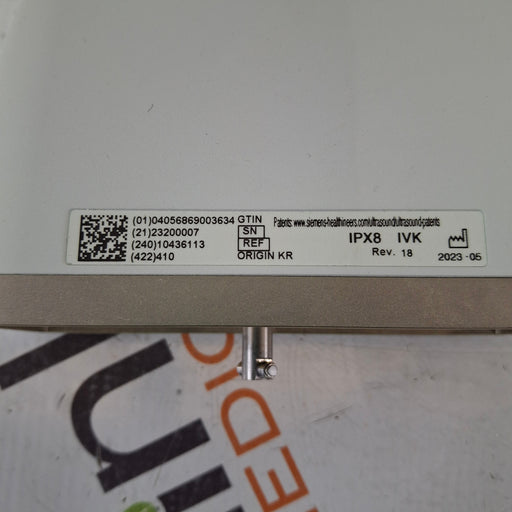 (01)04056869003634 GTIN
(21)23200007 SN
(240)10436113 REF
(422)410 ORIGIN KR
Patents: www.siemens-healthineers.com/ultrasound/ultrasound-patents
IPX8 IVK
Rev. 18
2023-05
EDIC